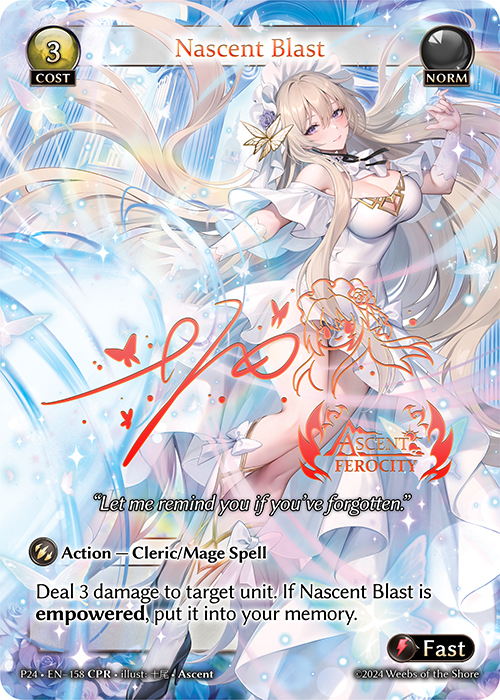 Nascent Blast
3
COST
NORM
ASCENT
FEROCITY
“Let me remind you if you’ve forgotten.”
Action — Cleric/Mage Spell
Deal 3 damage to target unit. If Nascent Blast is
empowered, put it into your memory.
Fast
P24 • EN-158 CPR • illust: 十尾 • Ascent
©2024 Weebs of the Shore